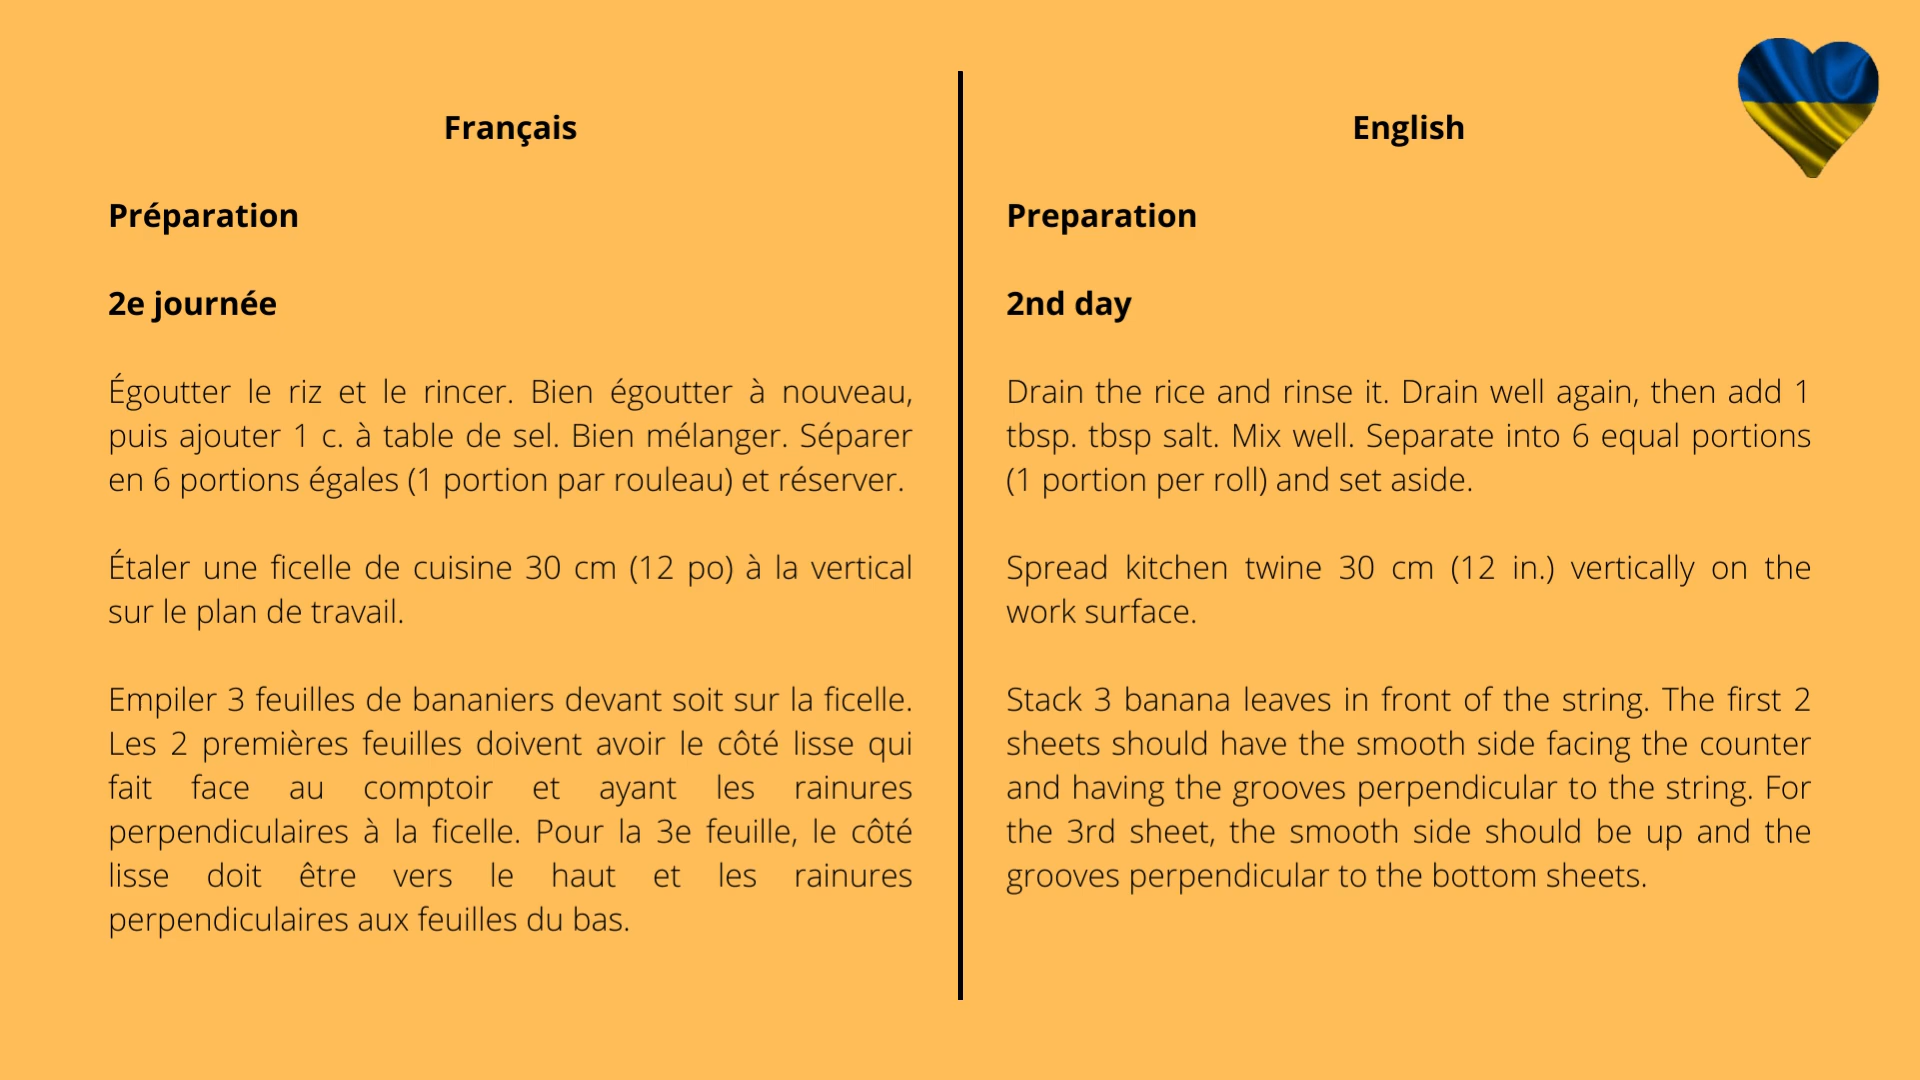 Français
Préparation
2e journée
Égoutter le riz et le rincer. Bien égoutter à nouveau,
puis ajouter 1 c. à table de sel. Bien mélanger. Séparer
en 6 portions égales (1 portion par rouleau) et réserver.
Étaler une ficelle de cuisine 30 cm (12 po) à la vertical
sur le plan de travail.
Empiler 3 feuilles de bananiers devant soit sur la ficelle.
Les 2 premières feuilles doivent avoir le côté lisse qui
fait face au comptoir et ayant les rainures
perpendiculaires à la ficelle. Pour la 3e feuille, le côté
lisse doit être vers le haut et les rainures
perpendiculaires aux feuilles du bas.
English
Preparation
2nd day
Drain the rice and rinse it. Drain well again, then add 1
tbsp. tbsp salt. Mix well. Separate into 6 equal portions
(1 portion per roll) and set aside.
Spread kitchen twine 30 cm (12 in.) vertically on the
work surface.
Stack 3 banana leaves in front of the string. The first 2
sheets should have the smooth side facing the counter
and having the grooves perpendicular to the string. For
the 3rd sheet, the smooth side should be up and the
grooves perpendicular to the bottom sheets.